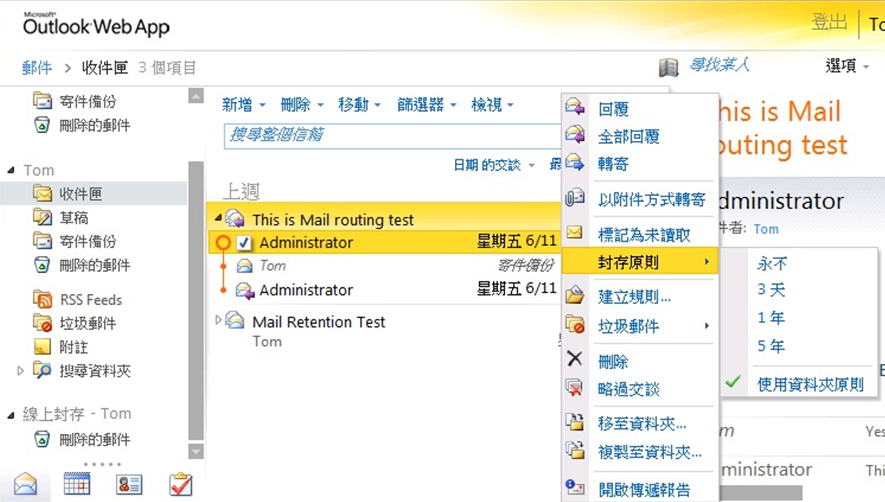 Microsoft®
Outlook Web App
登出
郵件 > 收件匣 3 個項目
尋找某人
選項
寄件備份
刪除的郵件
Tom
收件匣
草稿
寄件備份
刪除的郵件
RSS Feeds
垃圾郵件
附註
搜尋資料夾
線上封存 - Tom
刪除的郵件
新增 刪除 移動 篩選器 檢視
搜尋整個信箱
日期 的交談
上週
This is Mail routing test
Administrator 星期五 6/11
Tom 寄件備份
Administrator 星期五 6/11
Mail Retention Test
Tom
回覆
全部回覆
轉寄
以附件方式轉寄
標記為未讀取
封存原則
建立規則...
垃圾郵件
刪除
略過交談
移至資料夾...
複製至資料夾...
開啟傳遞報告
永不
3 天
1 年
5 年
使用資料夾原則
his is Mail
outing test
dministrator
件者: Tom
m Yes
ministrator Thi